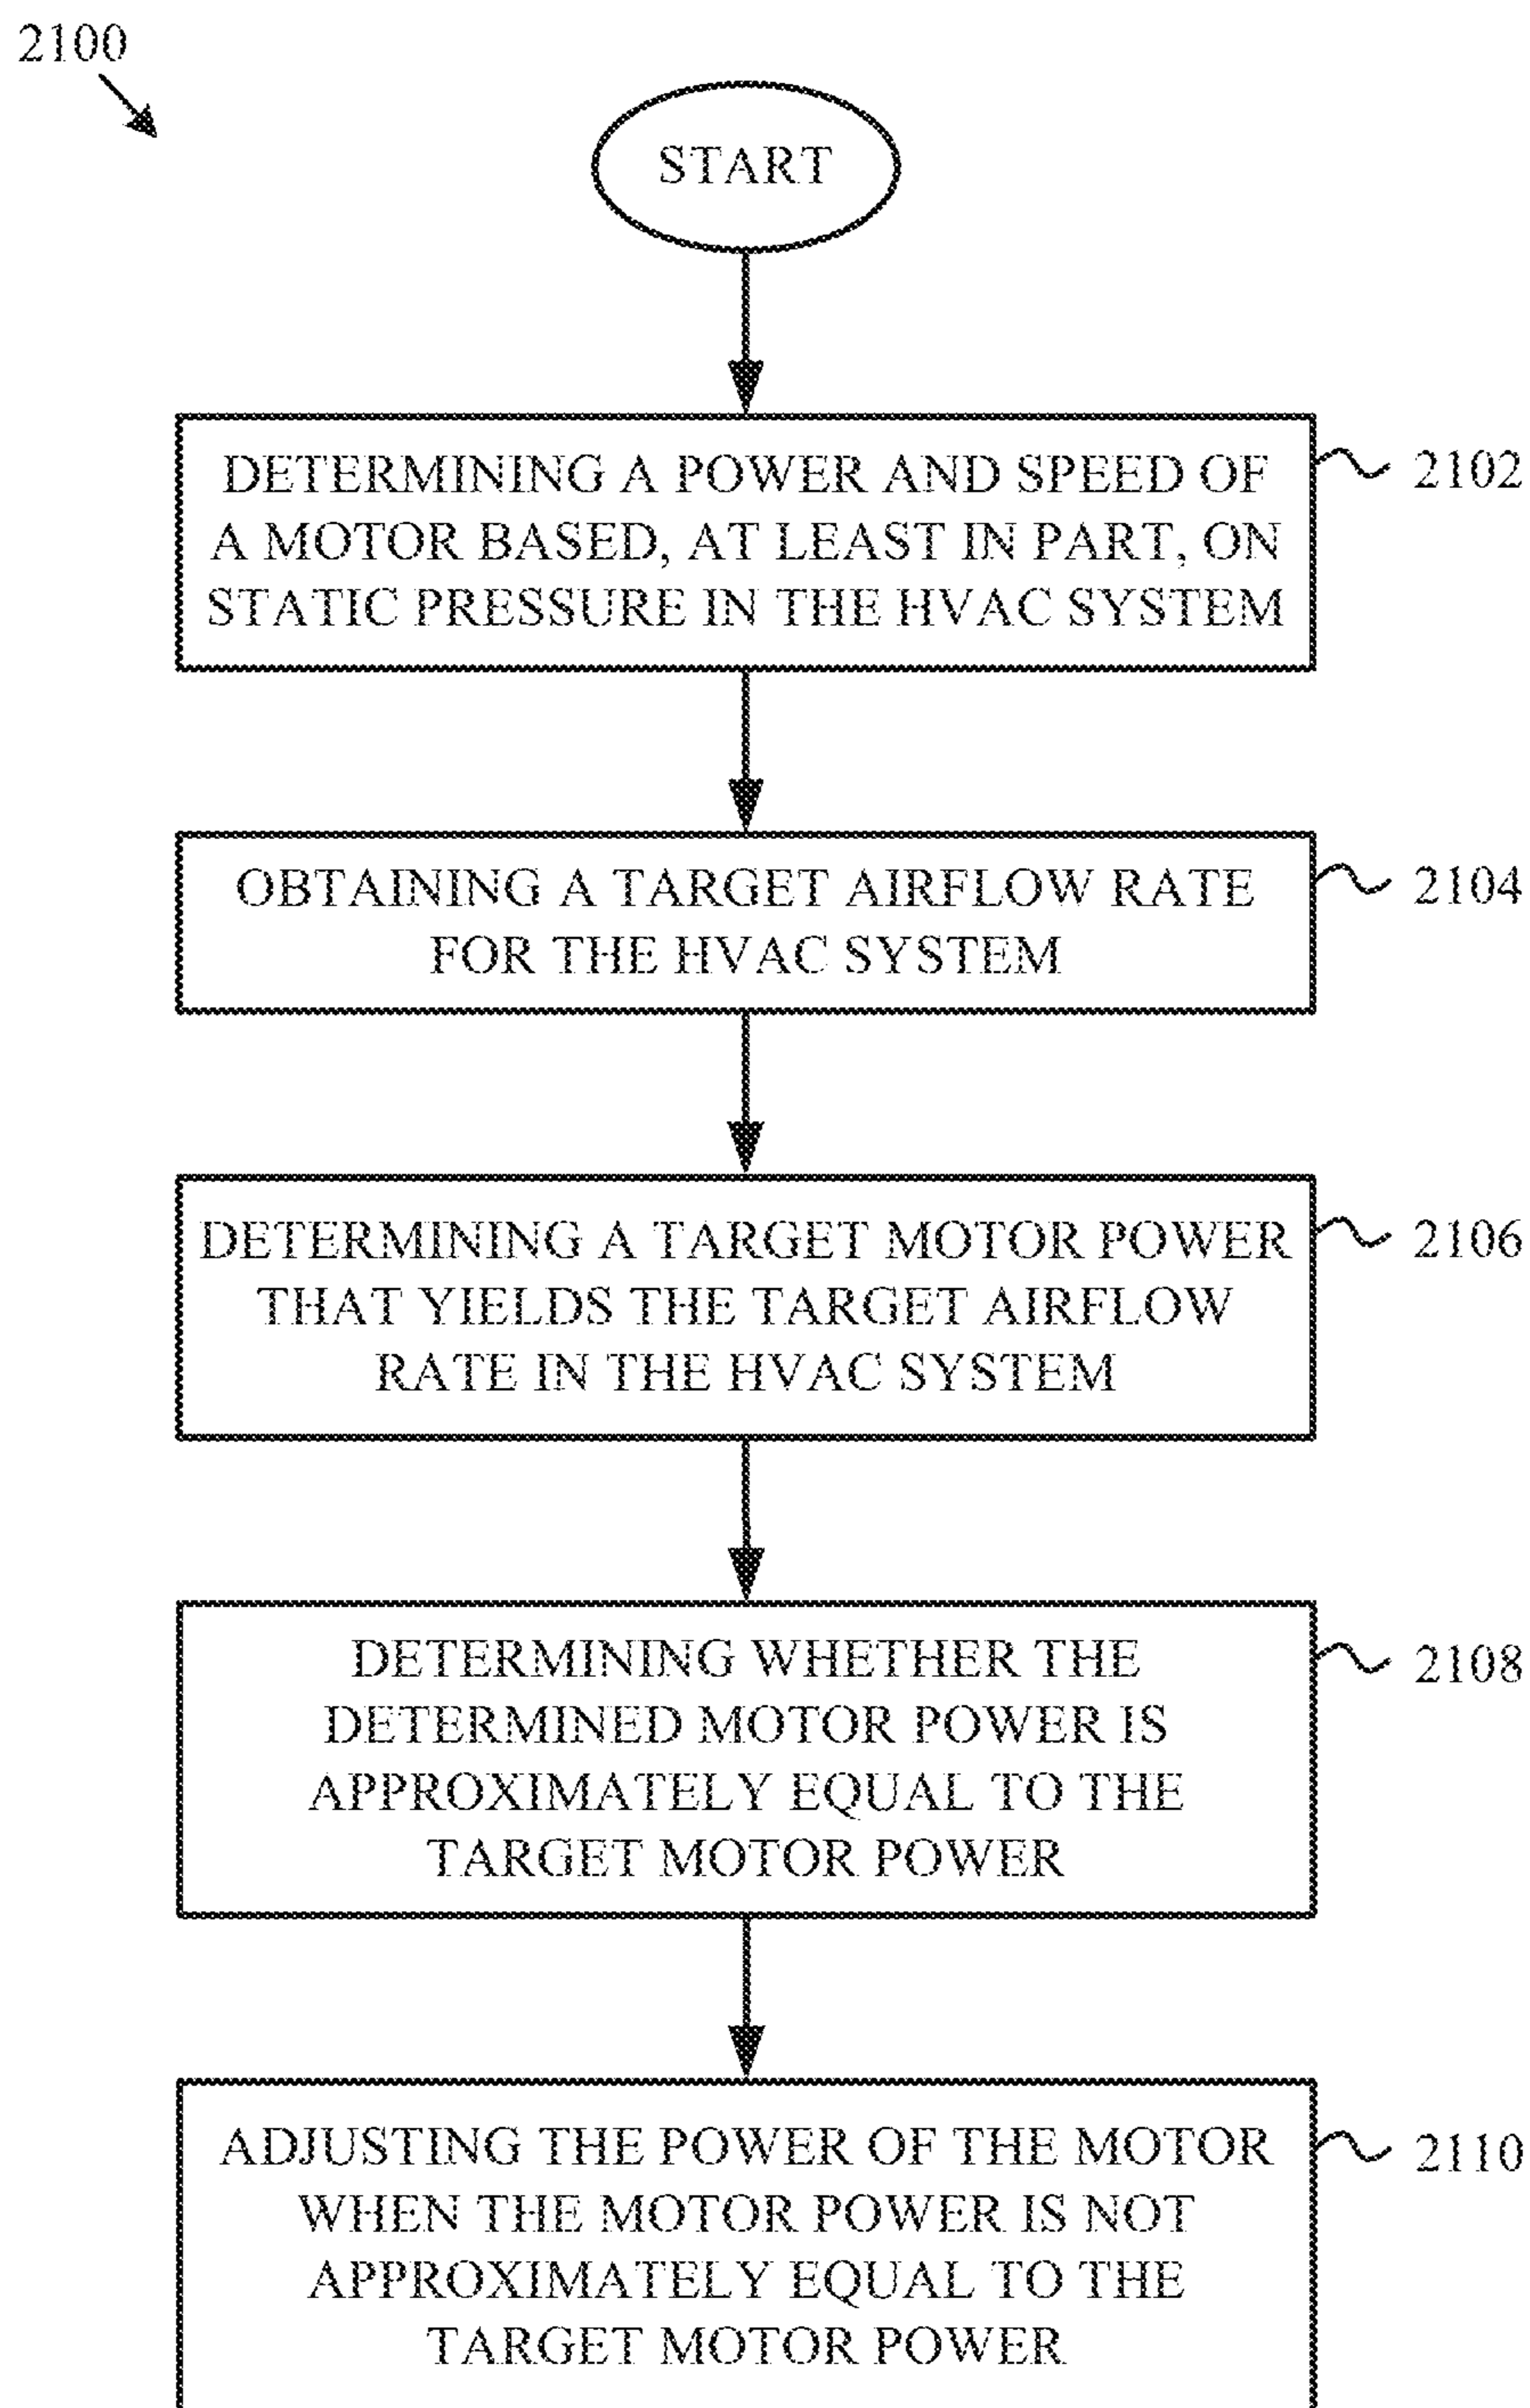 2100
START
DETERMINING A POWER AND SPEED OF
A MOTOR BASED, AT LEAST IN PART, ON
STATIC PRESSURE IN THE HVAC SYSTEM
2102
OBTAINING A TARGET AIRFLOW RATE
FOR THE HVAC SYSTEM
2104
DETERMINING A TARGET MOTOR POWER
THAT YIELDS THE TARGET AIRFLOW
RATE IN THE HVAC SYSTEM
2106
DETERMINING WHETHER THE
DETERMINED MOTOR POWER IS
APPROXIMATELY EQUAL TO THE
TARGET MOTOR POWER
2108
ADJUSTING THE POWER OF THE MOTOR
WHEN THE MOTOR POWER IS NOT
APPROXIMATELY EQUAL TO THE
TARGET MOTOR POWER
2110